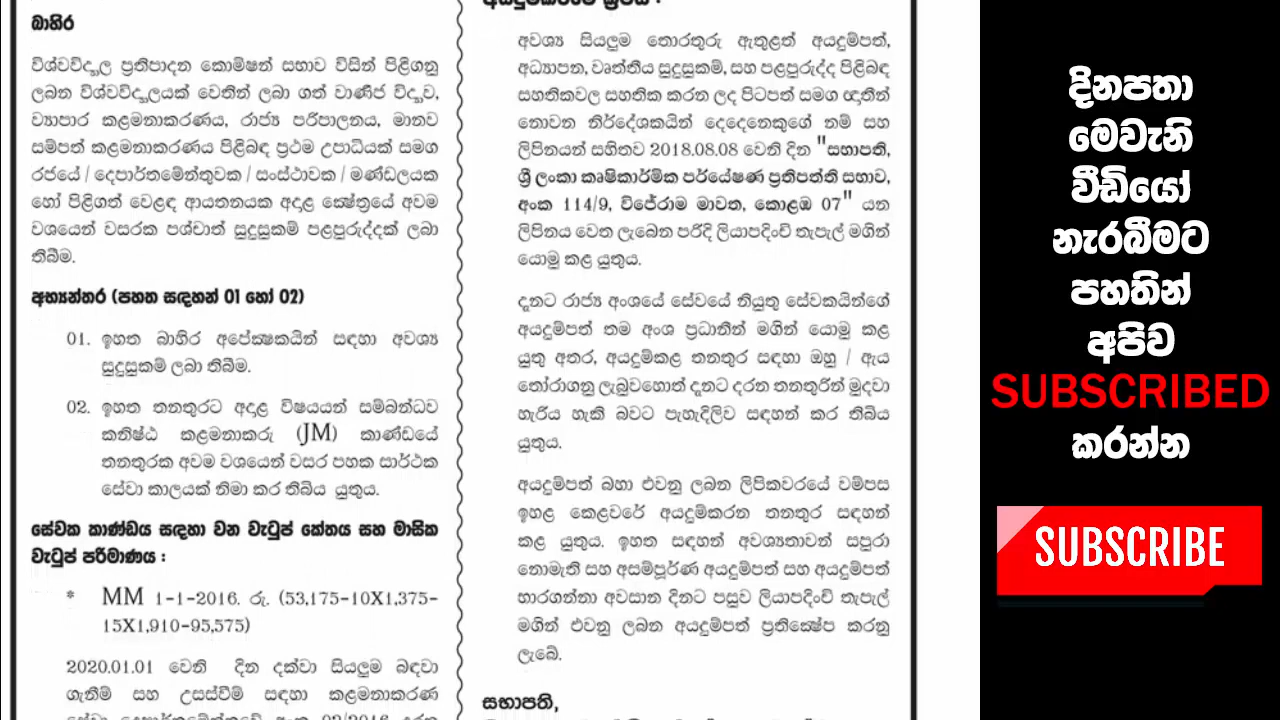 බාහිර
විශ්වවිද්‍යාල ප්‍රතිපාදන කොමිෂන් සභාව විසින් පිළිගනු
ලබන විශ්වවිද්‍යාලයක් වෙතින් ලබා ගත් වාණිජ විද්‍යාව,
ව්‍යාපාර කළමනාකරණය, රාජ්‍ය පරිපාලනය, මානව
සම්පත් කළමනාකරණය පිළිබඳ ප්‍රථම උපාධියක් සමග
රජයේ / දෙපාර්තමේන්තුවක / සංස්ථාවක / මණ්ඩලයක
හෝ පිළිගත් වෙළඳ ආයතනයක අදාළ ක්‍ෂේත්‍රයේ අවම
වශයෙන් වසරක පශ්චාත් සුදුසුකම් පළපුරුද්දක් ලබා
තිබීම.
අභ්‍යන්තර (පහත සඳහන් 01 හෝ 02)
01. ඉහත බාහිර අපේක්‍ෂකයින් සඳහා අවශ්‍ය
සුදුසුකම් ලබා තිබීම.
02. ඉහත තනතුරට අදාළ විෂයයන් සම්බන්ධව
කනිෂ්ඨ කළමනාකරු (JM) කාණ්ඩයේ
තනතුරක අවම වශයෙන් වසර පහක සාර්ථක
සේවා කාලයක් නිමා කර තිබිය යුතුය.
සේවක කාණ්ඩය සඳහා වන වැටුප් කේතය සහ මාසික
වැටුප් පරිමාණය :
* MM 1-1-2016. රු. (53,175-10X1,375-
15X1,910-95,575)
2020.01.01 වෙනි දින දක්වා සියලුම බඳවා
ගැනීම් සහ උසස්වීම් සඳහා කළමනාකරණ
අවශ්‍ය සියලුම තොරතුරු ඇතුළත් අයදුම්පත්,
අධ්‍යාපන, වෘත්තීය සුදුසුකම්, සහ පළපුරුද්ද පිළිබඳ
සහතිකවල සහතික කරන ලද පිටපත් සමග ඥාතීන්
නොවන නිර්දේශකයින් දෙදෙනෙකුගේ නම් සහ
ලිපිනයන් සහිතව 2018.08.08 වෙනි දින "සභාපති,
ශ්‍රී ලංකා කෘෂිකාර්මික පර්යේෂණ ප්‍රතිපත්ති සභාව,
අංක 114/9, විජේරාම මාවත, කොළඹ 07" යන
ලිපිනය වෙත ලැබෙන පරිදි ලියාපදිංචි තැපැල් මගින්
යොමු කළ යුතුය.
දැනට රාජ්‍ය අංශයේ සේවයේ නියුතු සේවකයින්ගේ
අයදුම්පත් තම අංශ ප්‍රධානීන් මගින් යොමු කළ
යුතු අතර, අයදුම්කළ තනතුර සඳහා ඔහු / ඇය
තෝරාගනු ලැබුවහොත් දැනට දරන තනතුරින් මුදවා
හැරිය හැකි බවට පැහැදිලිව සඳහන් කර තිබිය
යුතුය.
අයදුම්පත් බහා එවනු ලබන ලිපිකවරයේ වම්පස
ඉහළ කෙළවරේ අයදුම්කරන තනතුර සඳහන්
කළ යුතුය. ඉහත සඳහන් අවශ්‍යතාවන් සපුරා
නොමැති සහ අසම්පූර්ණ අයදුම්පත් සහ අයදුම්පත්
භාරගන්නා අවසාන දිනට පසුව ලියාපදිංචි තැපැල්
මගින් එවනු ලබන අයදුම්පත් ප්‍රතික්‍ෂේප කරනු
ලැබේ.
සභාපති,
දිනපතා
මෙවැනි
වීඩියෝ
නැරබීමට
පහතින්
අපිව
SUBSCRIBED
කරන්න
SUBSCRIBE